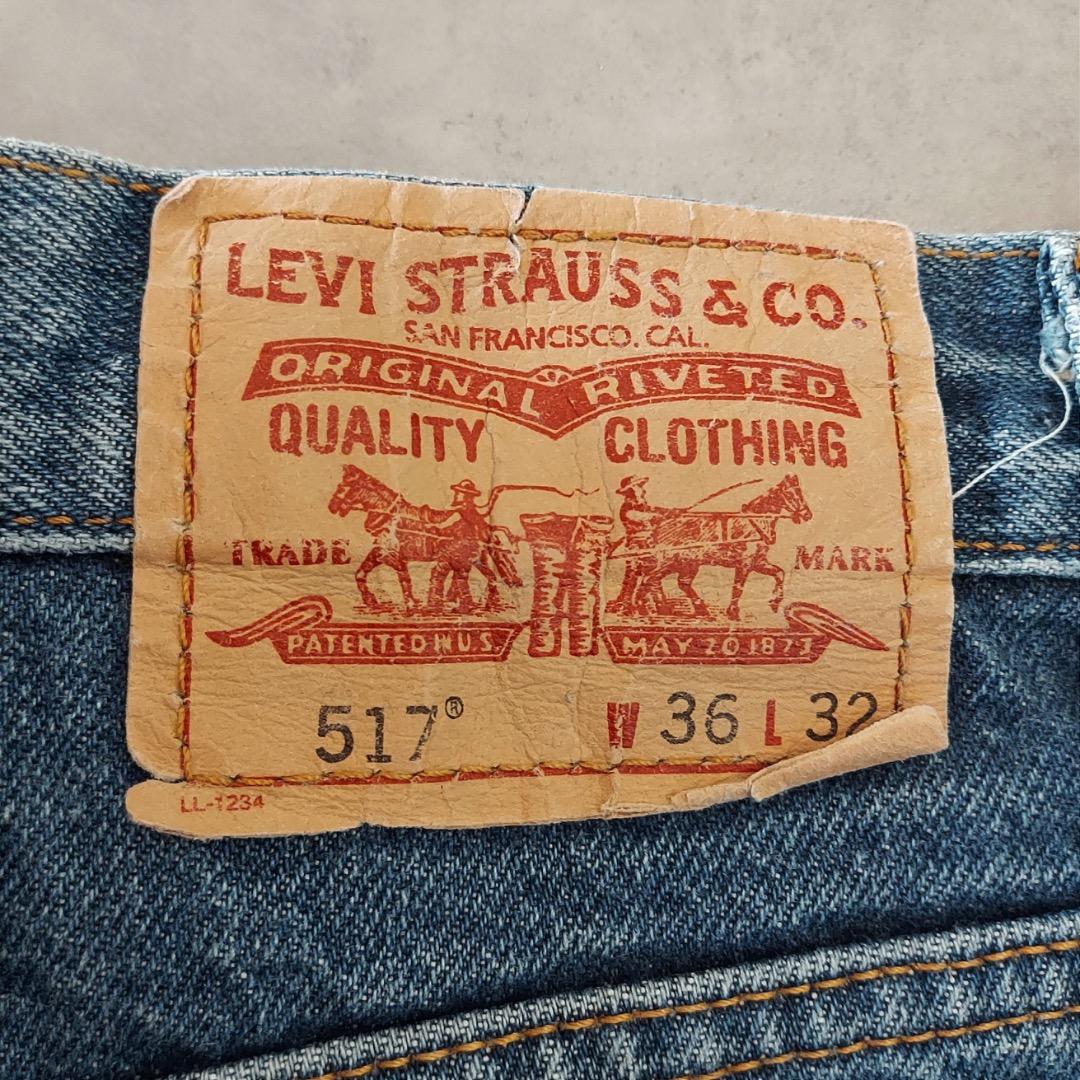 LEVI STRAUSS & CO.
SAN FRANCISCO. CAL.
ORIGINAL RIVETED
QUALITY CLOTHING
TRADE MARK
PATENTED IN U.S. MAY 20 1873
517® W 36 L 32
LL-1234